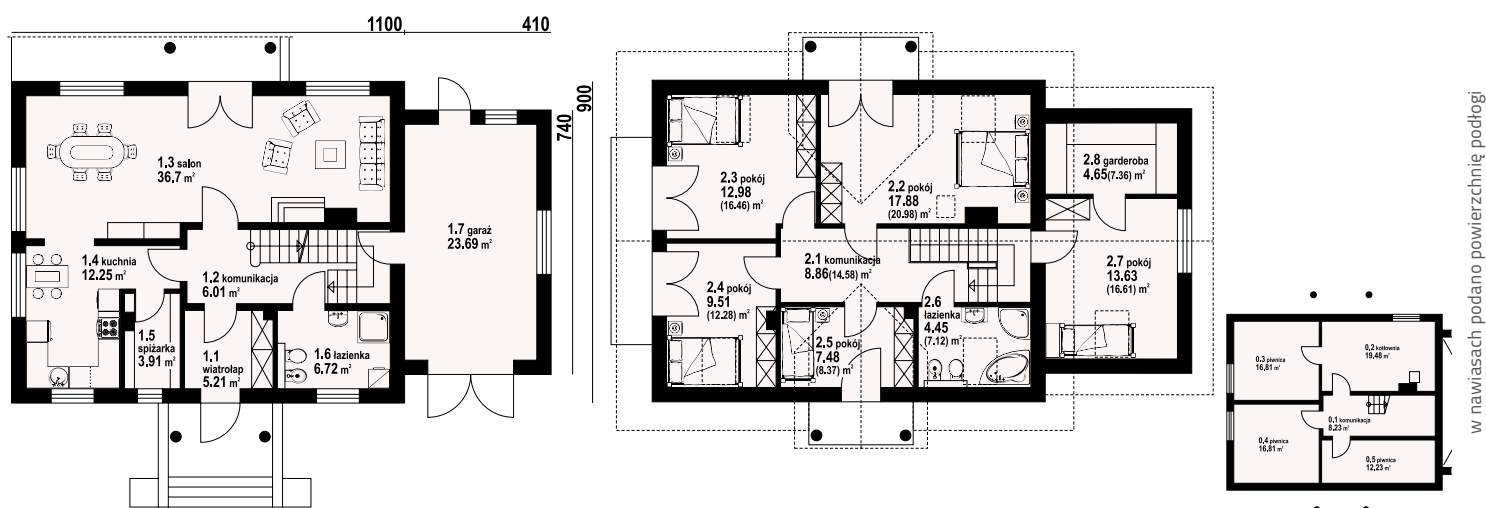 1100
410
900
740
1.3 salon
36.7 m²
1.7 garaż
23.69 m²
1.4 kuchnia
12.25 m²
1.2 komunikacja
6.01 m²
1.5
spiżarka
3.91 m²
1.1
wiatrołap
5.21 m²
1.6 łazienka
6.72 m²
2.3 pokój
12.98
(16.46) m²
2.2 pokój
17.88
(20.98) m²
2.8 garderoba
4.65(7.36) m²
2.1 komunikacja
8.86(14.58) m²
2.7 pokój
13.63
(16.61) m²
2.4 pokój
9.51
(12.28) m²
2.6
łazienka
4.45
(7.12) m²
2.5 pokój
7.48
(8.37) m²
0.3 piwnica
16,81 m²
0.2 kotłownia
19,48 m²
0.1 komunikacja
8.23 m²
0.4 piwnica
16,81 m²
0.5 piwnica
12,23 m²
w nawiasach podano powierzchnię podłogi